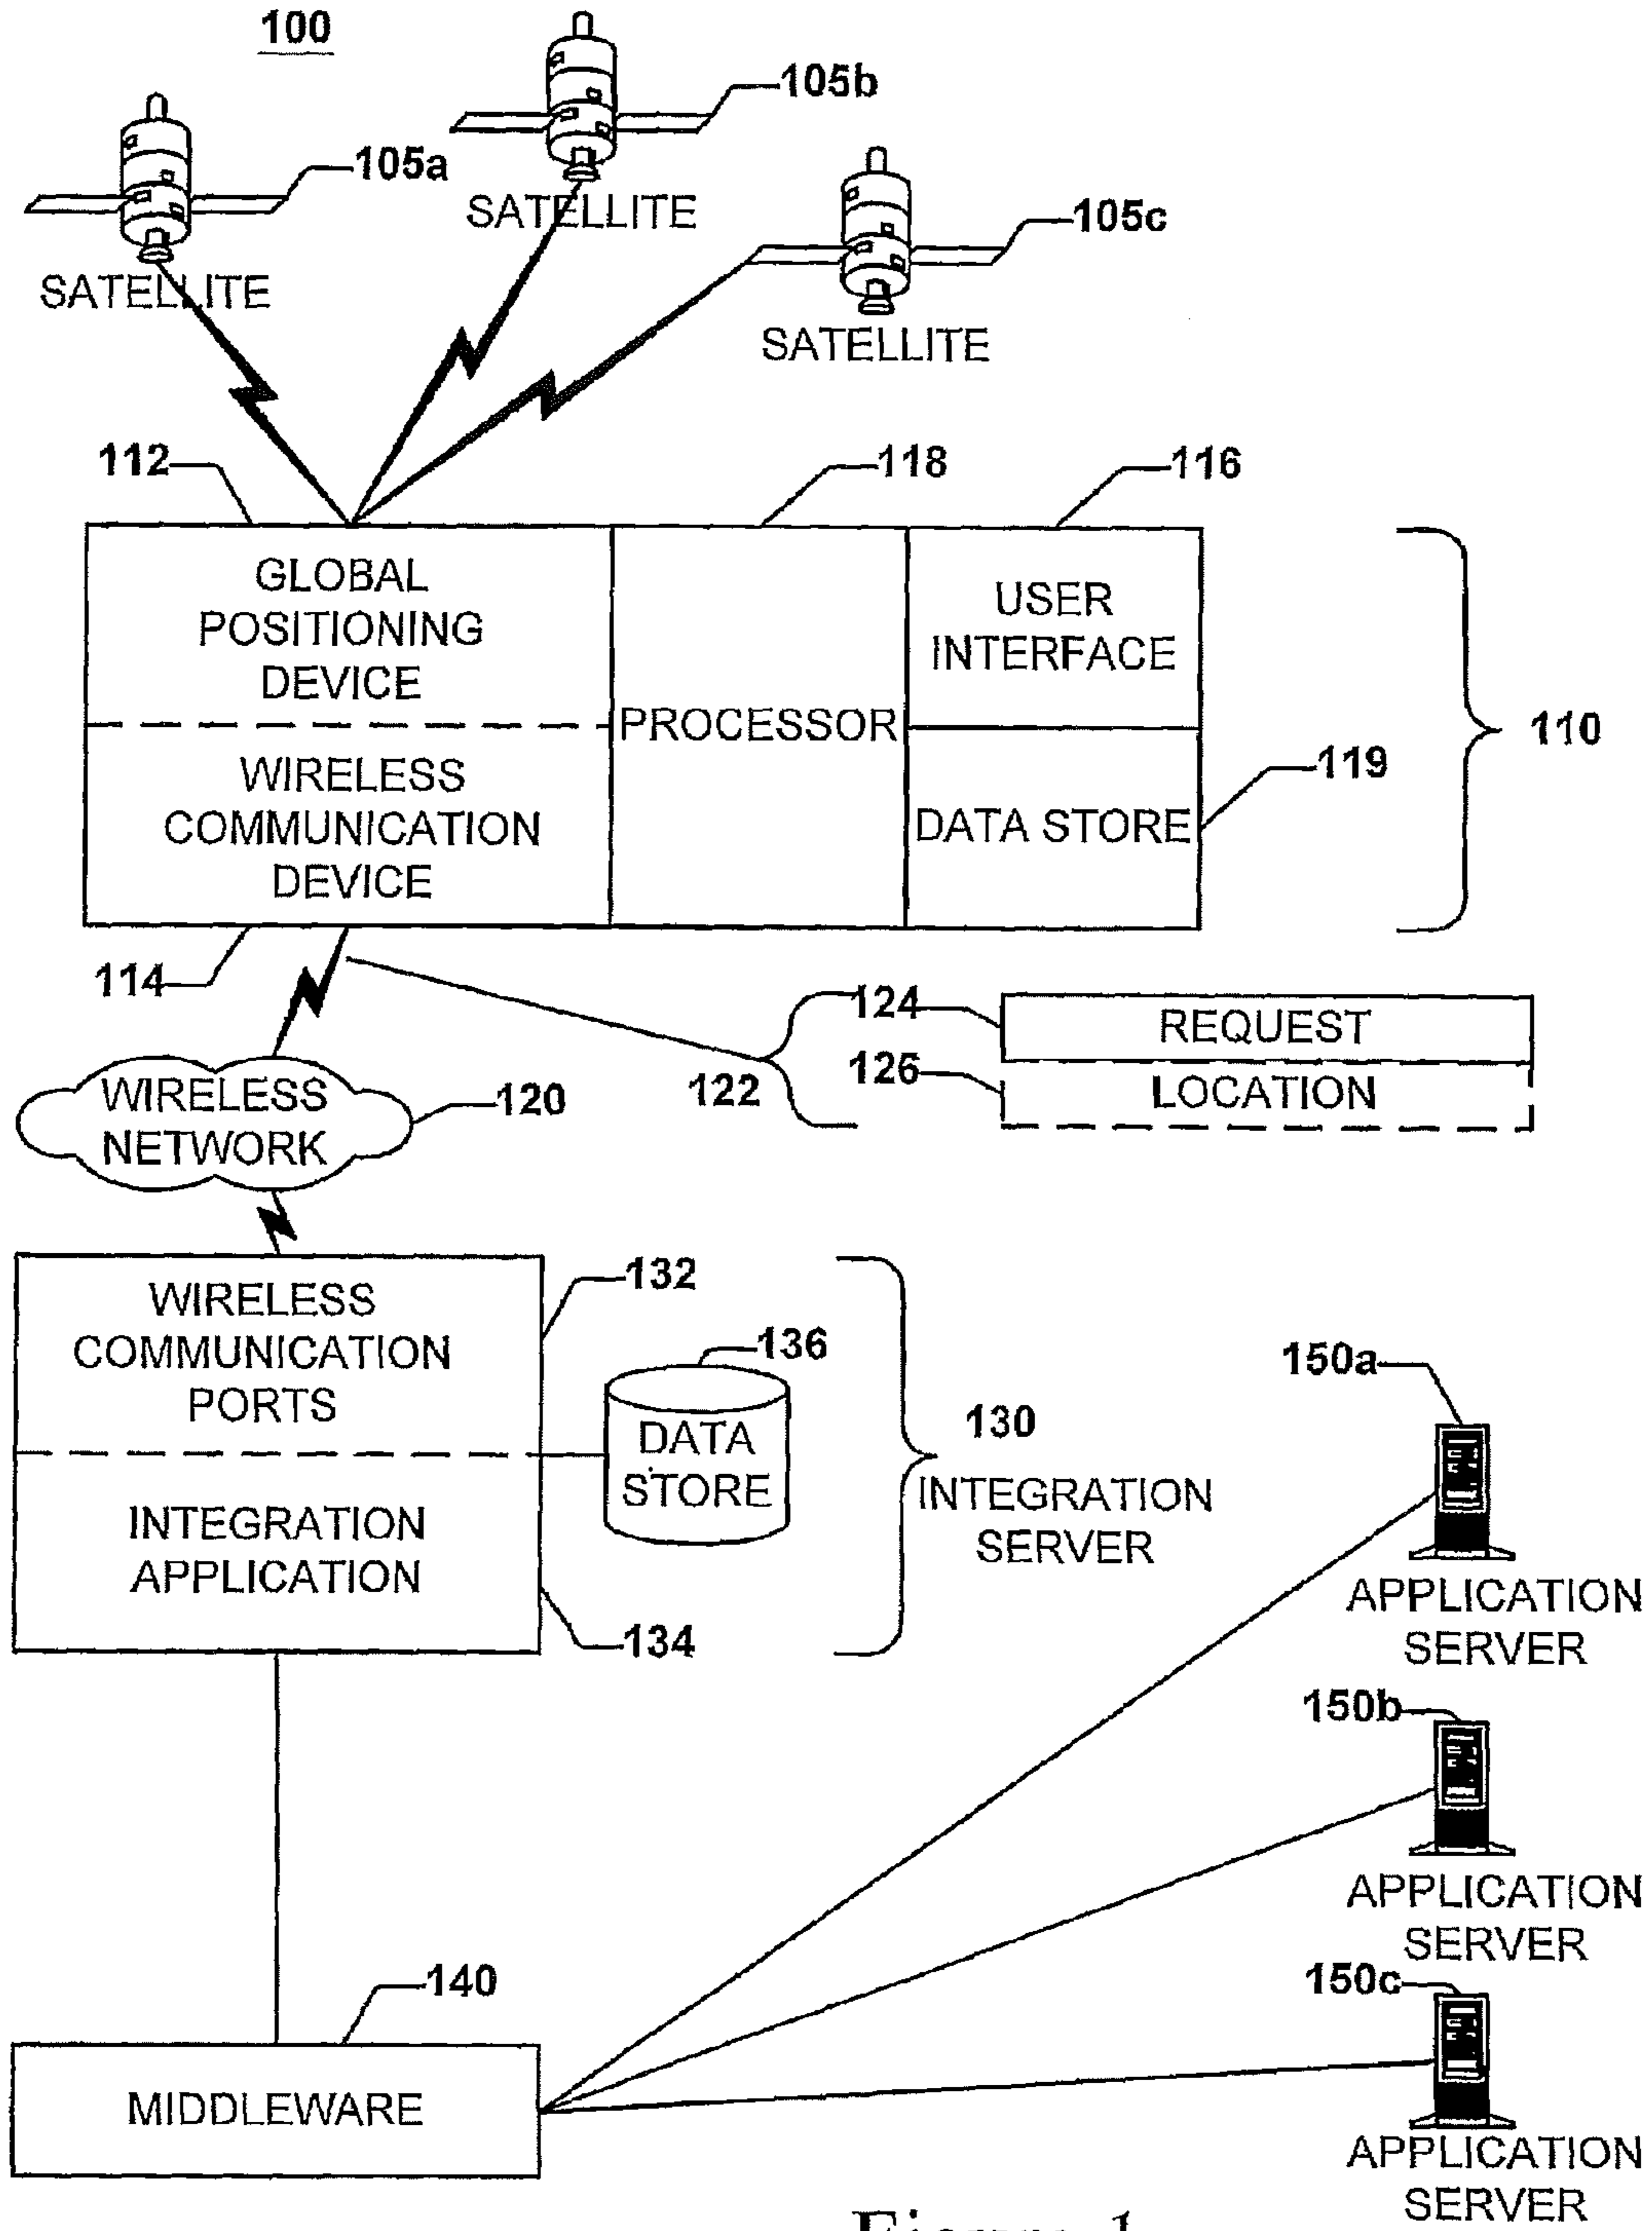 100
105b
105a
SATELLITE
105c
SATELLITE
SATELLITE
112
118
116
GLOBAL
POSITIONING
DEVICE
USER
INTERFACE
PROCESSOR
110
119
WIRELESS
COMMUNICATION
DEVICE
DATA STORE
114
124
REQUEST
126
LOCATION
122
WIRELESS
NETWORK
120
132
WIRELESS
COMMUNICATION
PORTS
136
DATA
STORE
130
INTEGRATION
SERVER
INTEGRATION
APPLICATION
134
150a
APPLICATION
SERVER
150b
APPLICATION
SERVER
140
150c
MIDDLEWARE
APPLICATION
SERVER
Figure 1